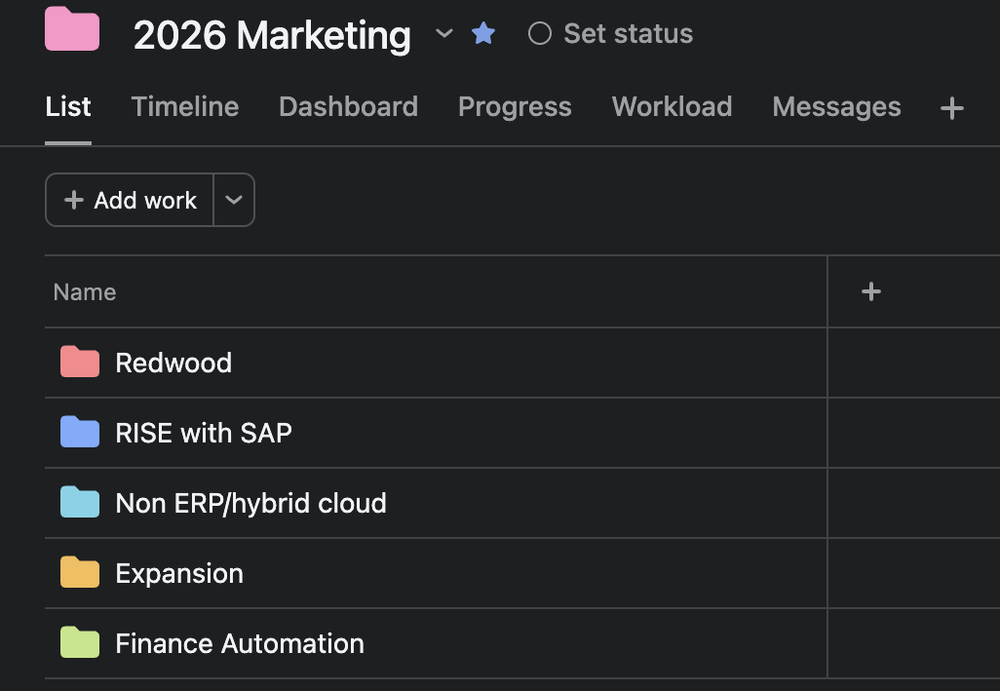 2026 Marketing Set status
List Timeline Dashboard Progress Workload Messages +
+ Add work
Name +
Redwood
RISE with SAP
Non ERP/hybrid cloud
Expansion
Finance Automation